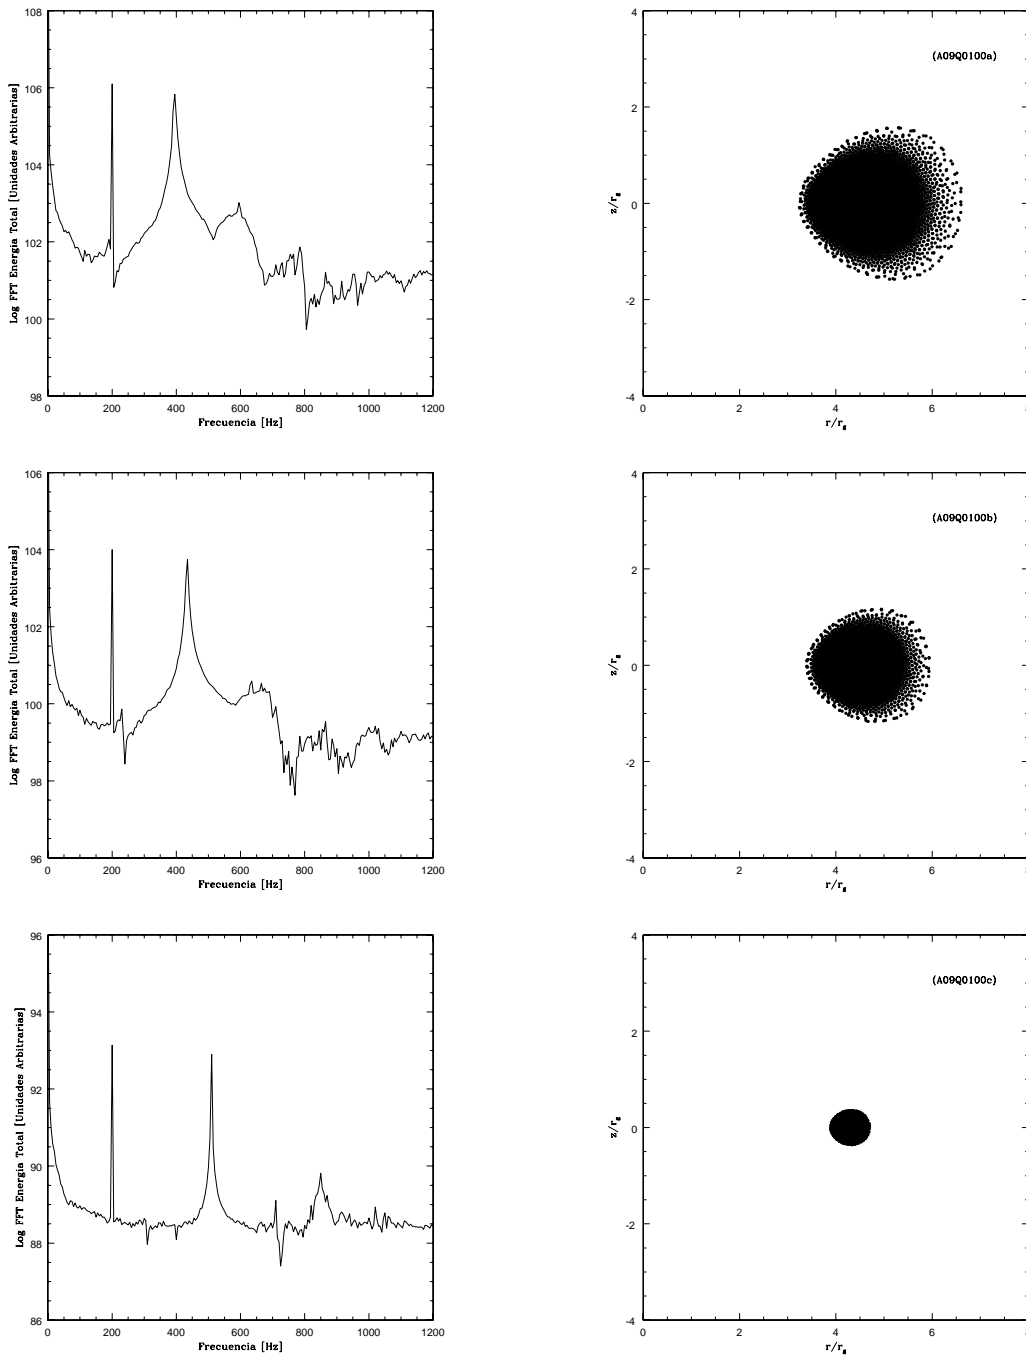 108
106
104
102
100
98
0 200 400 600 800 1000 1200
Log FFT Energia Total [Unidades Arbitrarias]
Frecuencia [Hz]
(A09Q0100a)
4
2
0
-2
-4
0 2 4 6
z/rg
r/rg
106
104
102
100
98
96
0 200 400 600 800 1000 1200
Log FFT Energia Total [Unidades Arbitrarias]
Frecuencia [Hz]
(A09Q0100b)
4
2
0
-2
-4
0 2 4 6
z/rg
r/rg
96
94
92
90
88
86
0 200 400 600 800 1000 1200
Log FFT Energia Total [Unidades Arbitrarias]
Frecuencia [Hz]
(A09Q0100c)
4
2
0
-2
-4
0 2 4 6
z/rg
r/rg